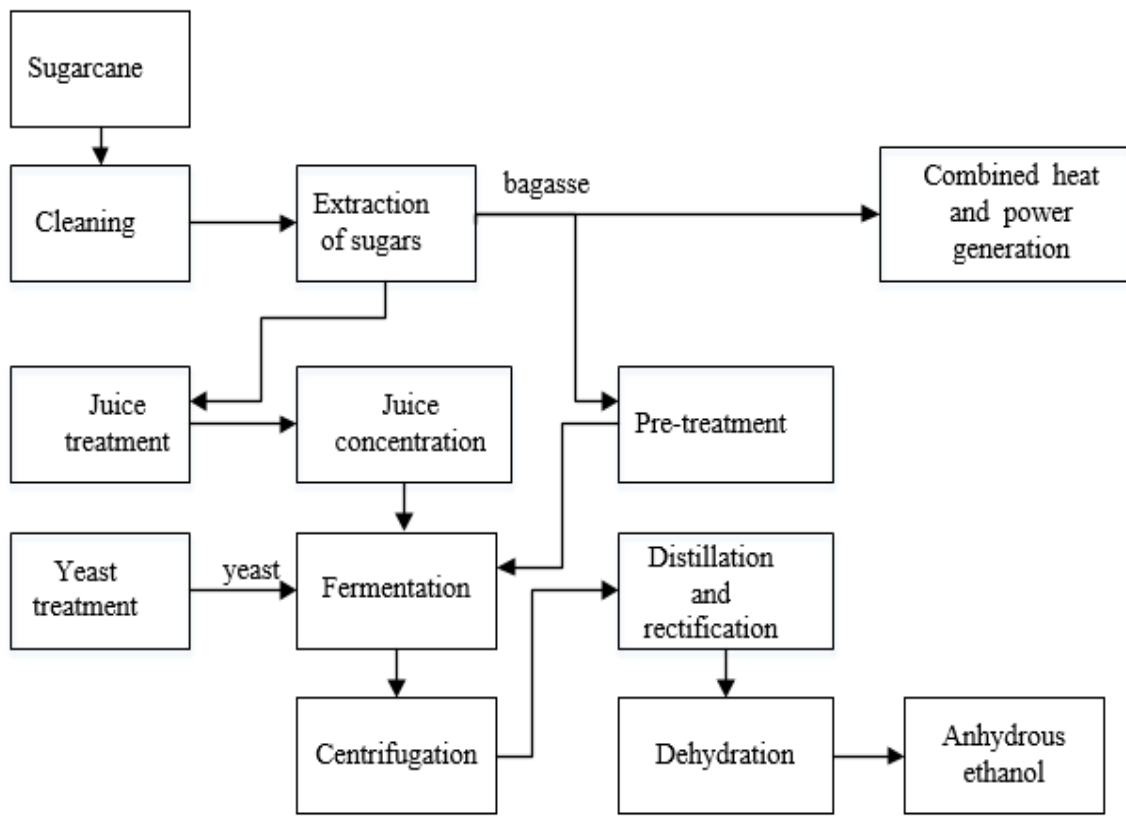 Sugarcane
Cleaning
Extraction
of sugars
bagasse
Combined heat
and power
generation
Juice
treatment
Juice
concentration
Pre-treatment
Yeast
treatment
yeast
Fermentation
Distillation
and
rectification
Centrifugation
Dehydration
Anhydrous
ethanol